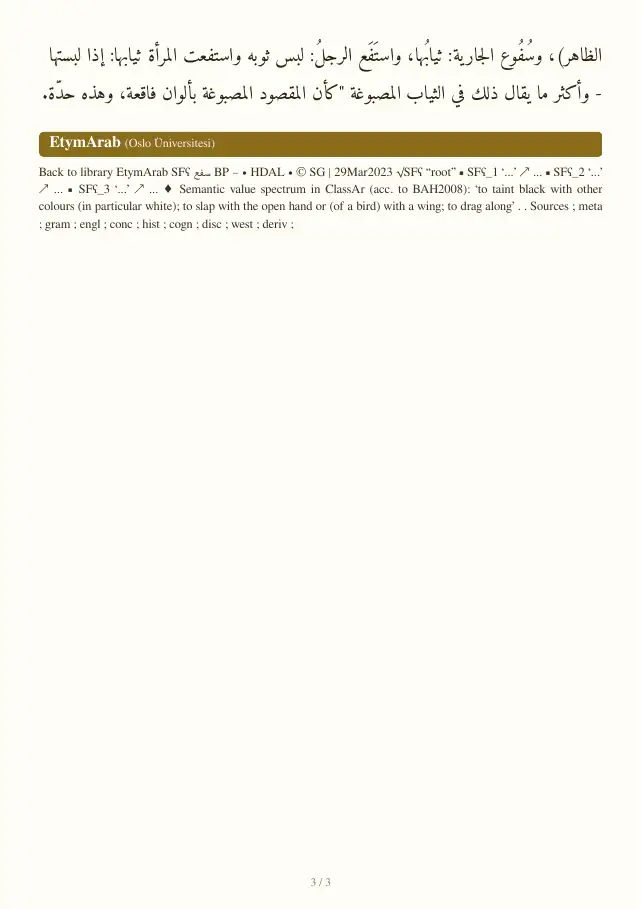 الظاهر)، وسُفُوع الجارية: ثيابُها، واستَفَع الرجلُ: لبس ثوبه واستفعت المرأة ثيابها: إذا لبستها
- وأكثر ما يقال ذلك في الثياب المصبوغة "كأن المقصود المصبوغة بألوان فاقعة، وهذه حدّة.
EtymArab (Oslo Üniversitesi)
Back to library EtymArab SFʕ سفع BP – • HDAL • © SG | 29Mar2023 √SFʕ “root” ▪ SFʕ_1 ‘...’ ↗ ... ▪ SFʕ_2 ‘...’
↗ ... ▪ SFʕ_3 ‘...’ ↗ ... ♦ Semantic value spectrum in ClassAr (acc. to BAH2008): ‘to taint black with other
colours (in particular white); to slap with the open hand or (of a bird) with a wing; to drag along’ . . Sources ; meta
; gram ; engl ; conc ; hist ; cogn ; disc ; west ; deriv ;
3 / 3